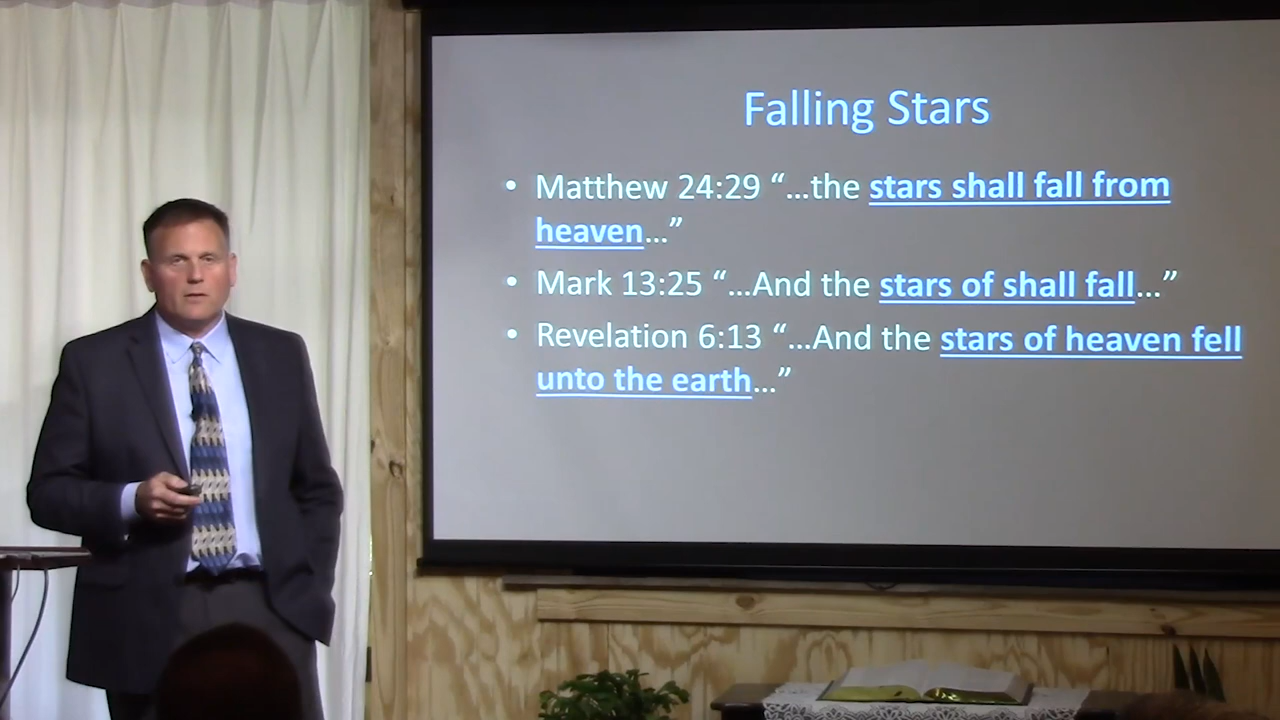 Falling Stars
• Matthew 24:29 “…the stars shall fall from
heaven…”
• Mark 13:25 “…And the stars of shall fall…”
• Revelation 6:13 “…And the stars of heaven fell
unto the earth…”